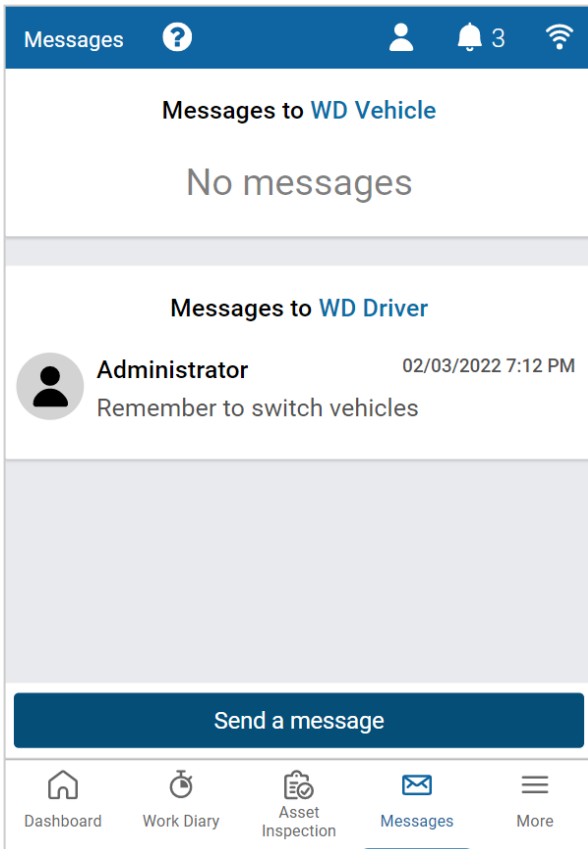 Messages ? 3
Messages to WD Vehicle
No messages
Messages to WD Driver
Administrator 02/03/2022 7:12 PM
Remember to switch vehicles
Send a message
Dashboard Work Diary Asset Inspection Messages More